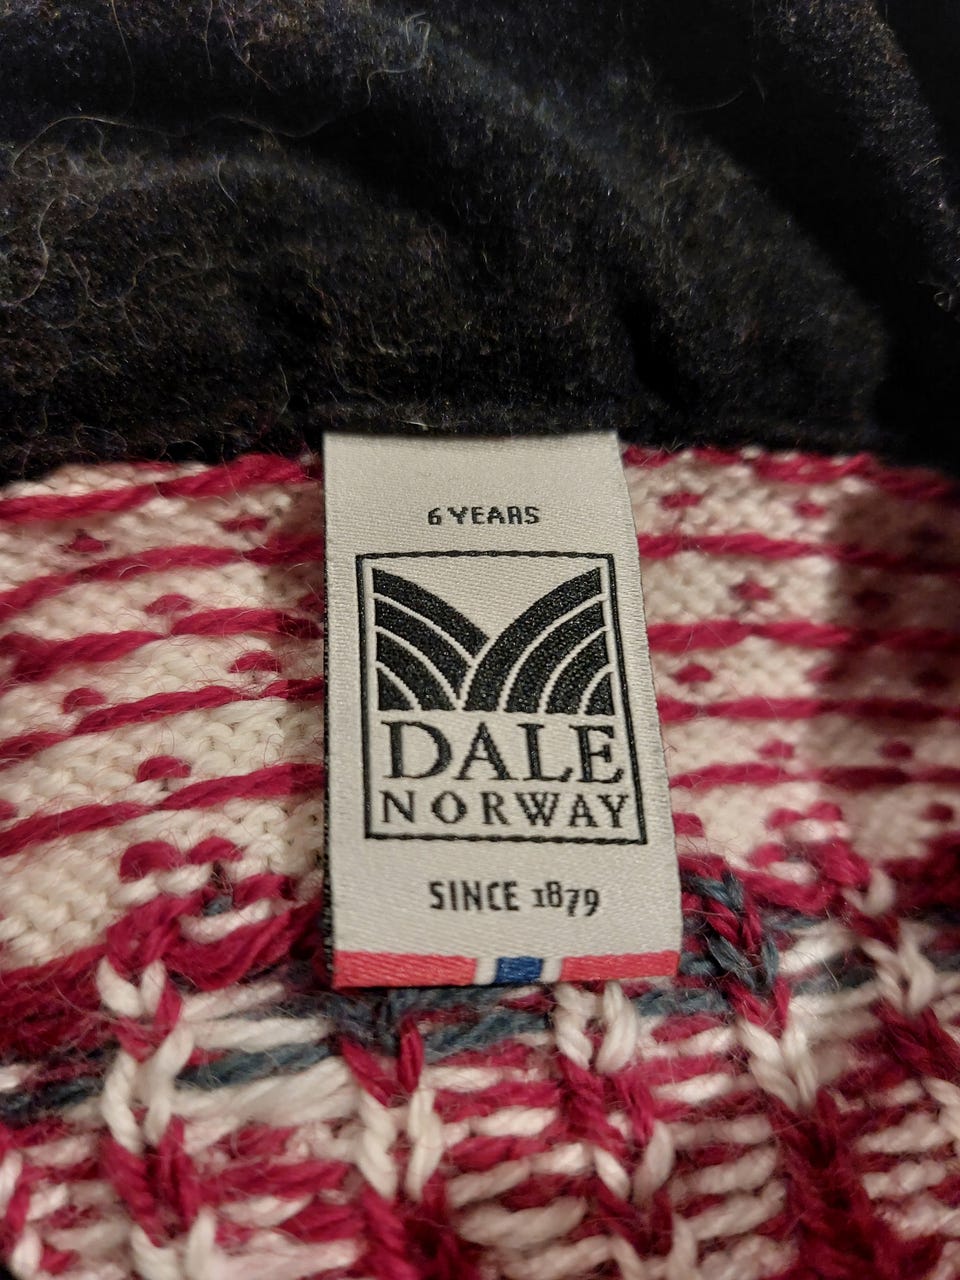 6 YEARS
DALE
NORWAY
SINCE 1879